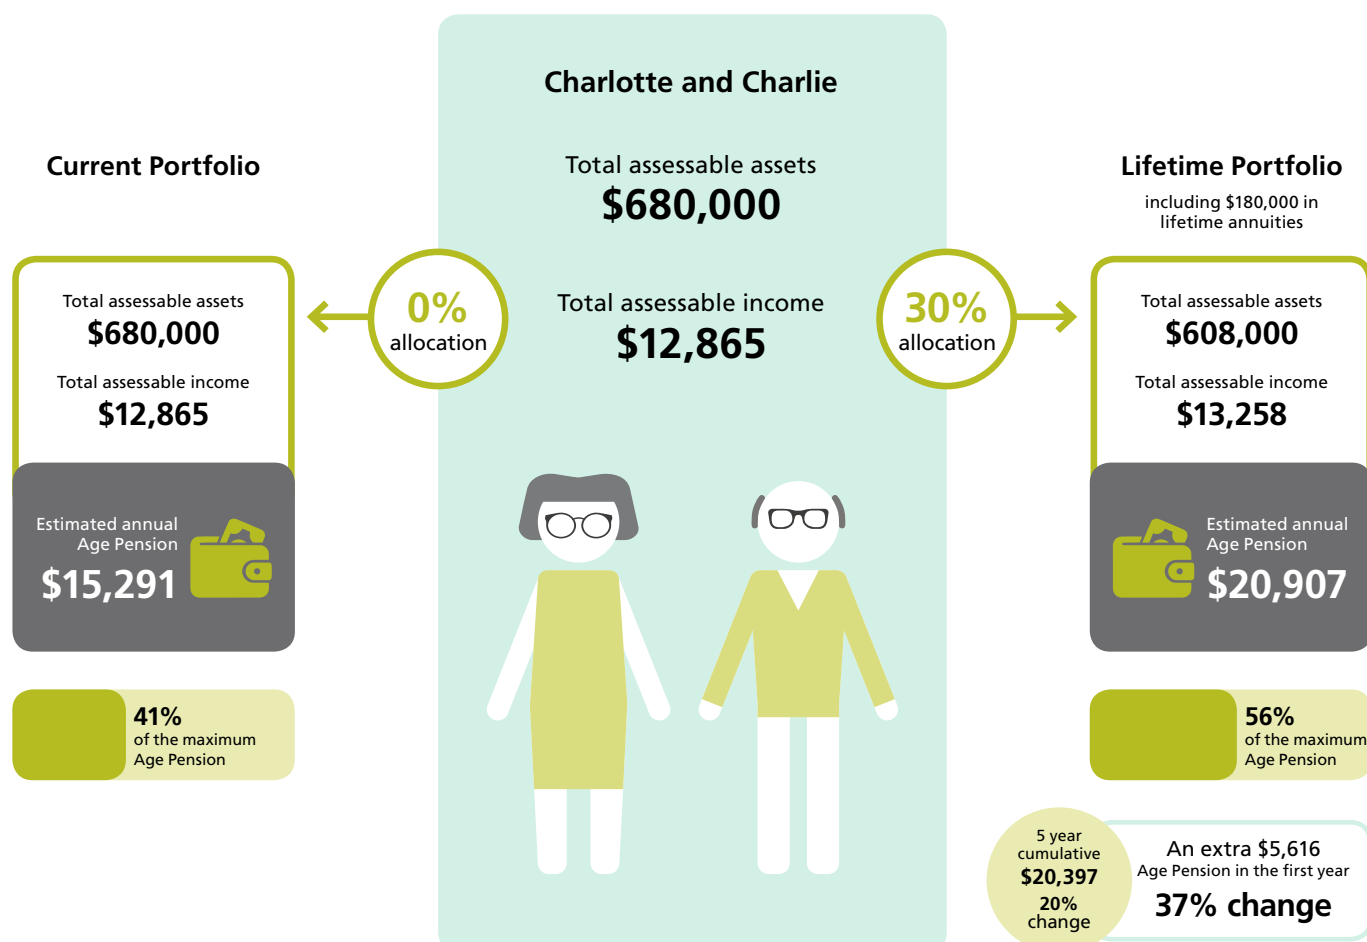 Charlotte and Charlie
Total assessable assets
$680,000
Total assessable income
$12,865
Current Portfolio
0%
allocation
Total assessable assets
$680,000
Total assessable income
$12,865
Estimated annual
Age Pension
$15,291
41%
of the maximum
Age Pension
Lifetime Portfolio
including $180,000 in
lifetime annuities
30%
allocation
Total assessable assets
$608,000
Total assessable income
$13,258
Estimated annual
Age Pension
$20,907
56%
of the maximum
Age Pension
5 year
cumulative
$20,397
20%
change
An extra $5,616
Age Pension in the first year
37% change